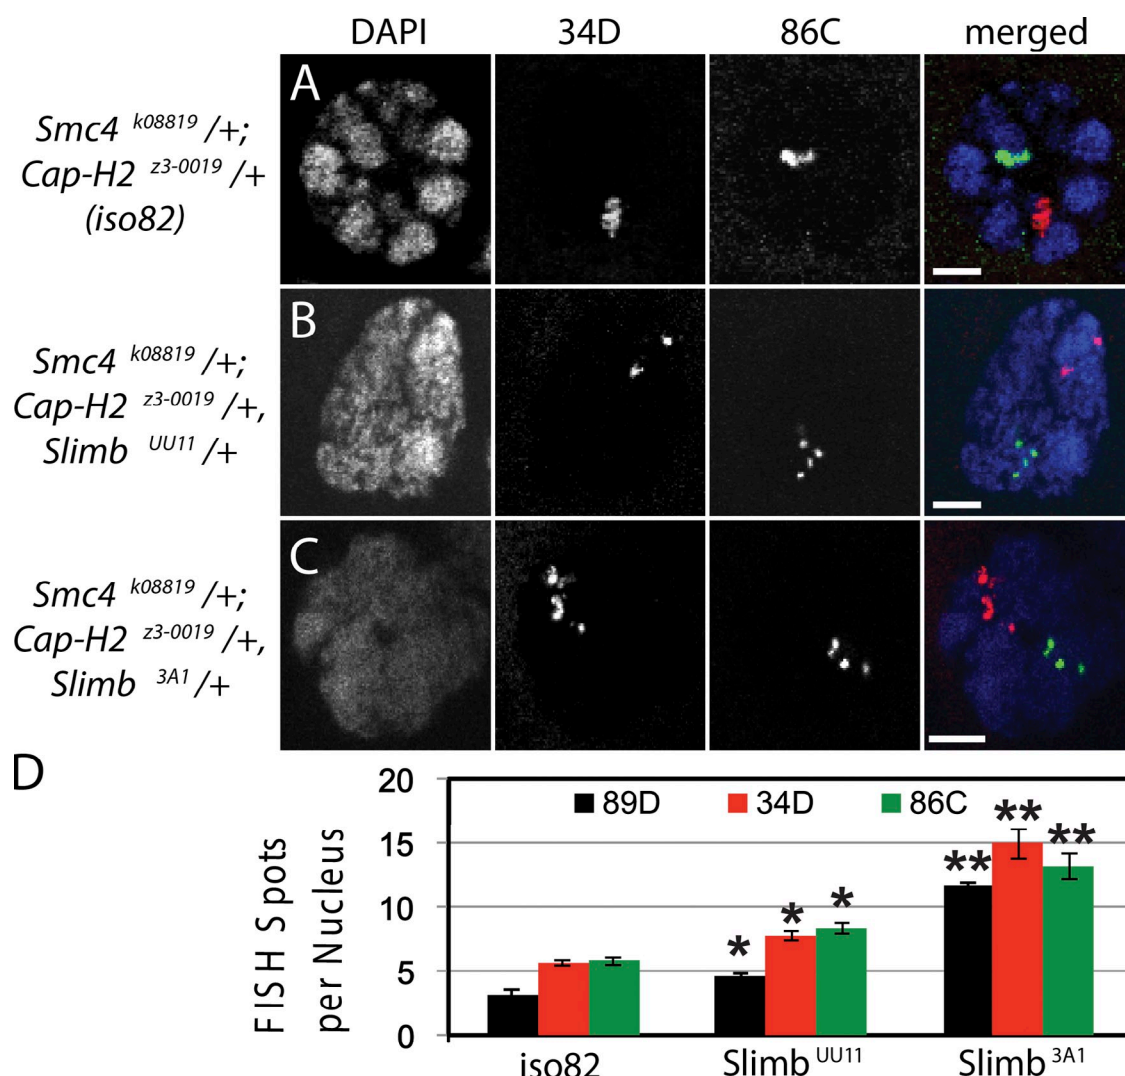 DAPI 34D 86C merged
A
Smc4 k08819 /+;
Cap-H2 z3-0019 /+
(iso82)
B
Smc4 k08819 /+;
Cap-H2 z3-0019 /+,
Slimb UU11 /+
C
Smc4 k08819 /+;
Cap-H2 z3-0019 /+,
Slimb 3A1 /+
D
FISH Spots
per Nucleus
20
15
10
5
0
89D 34D 86C
* * *
** ** **
iso82 Slimb UU11 Slimb 3A1